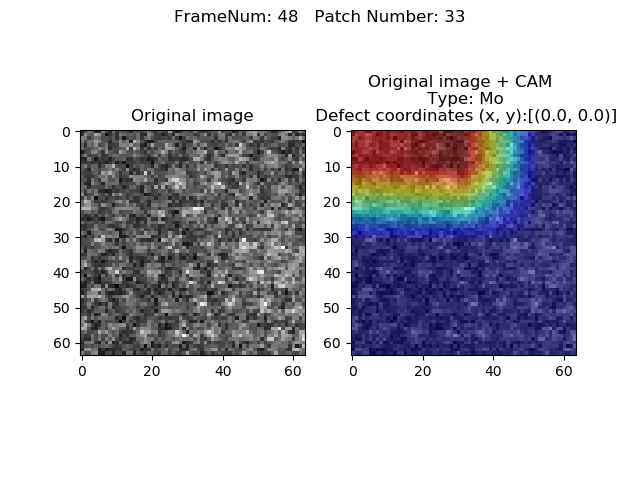 FrameNum: 48   Patch Number: 33
Original image
0
10
20
30
40
50
60
0 20 40 60
Original image + CAM
Type: Mo
Defect coordinates (x, y):[(0.0, 0.0)]
0
10
20
30
40
50
60
0 20 40 60